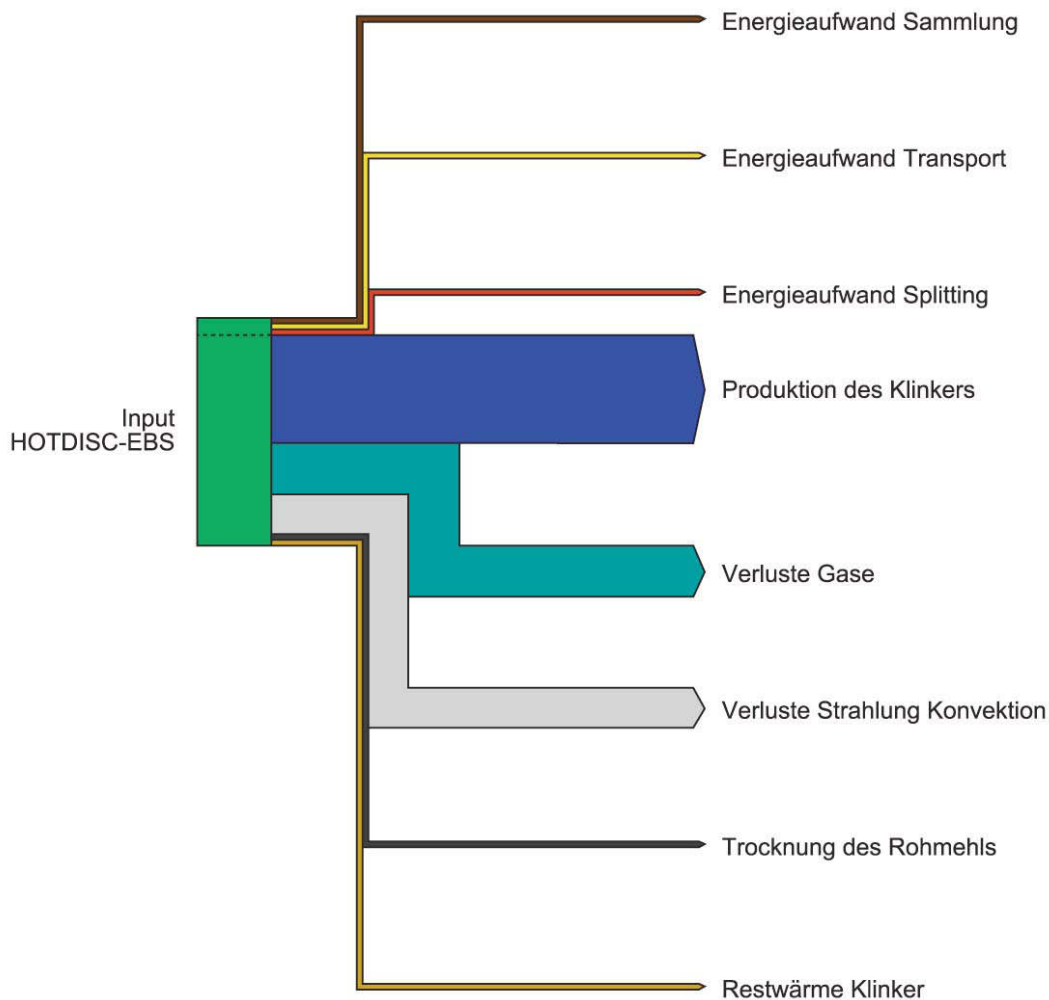 Energieaufwand Sammlung
Energieaufwand Transport
Energieaufwand Splitting
Produktion des Klinkers
Input
HOTDISC-EBS
Verluste Gase
Verluste Strahlung Konvektion
Trocknung des Rohmehls
Restwärme Klinker